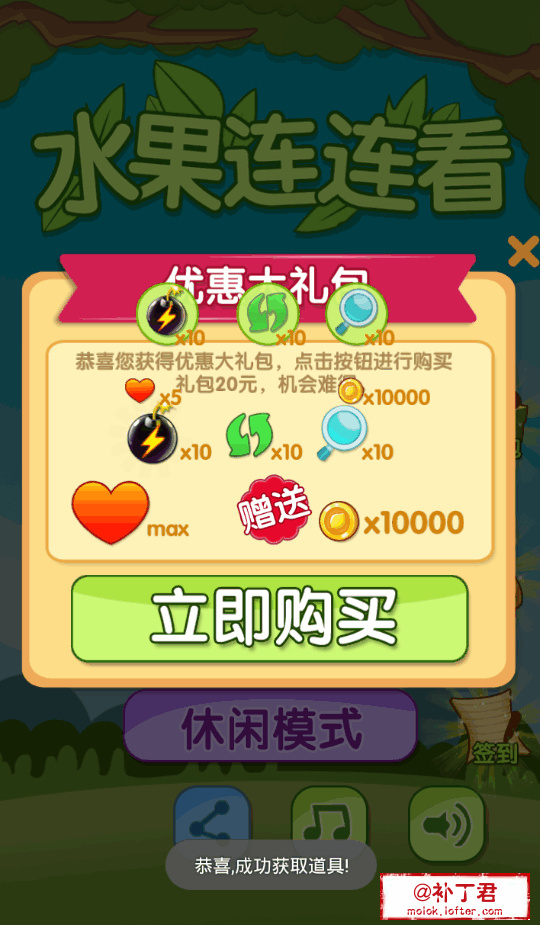 水果连连看
优惠大礼包
x10 x10 x10
恭喜您获得优惠大礼包，点击按钮进行购买
礼包20元，机会难得
x5 x10000
x10 x10 x10
max 赠送 x10000
立即购买
休闲模式
签到
恭喜,成功获取道具!
@补丁君
molok.lofter.com